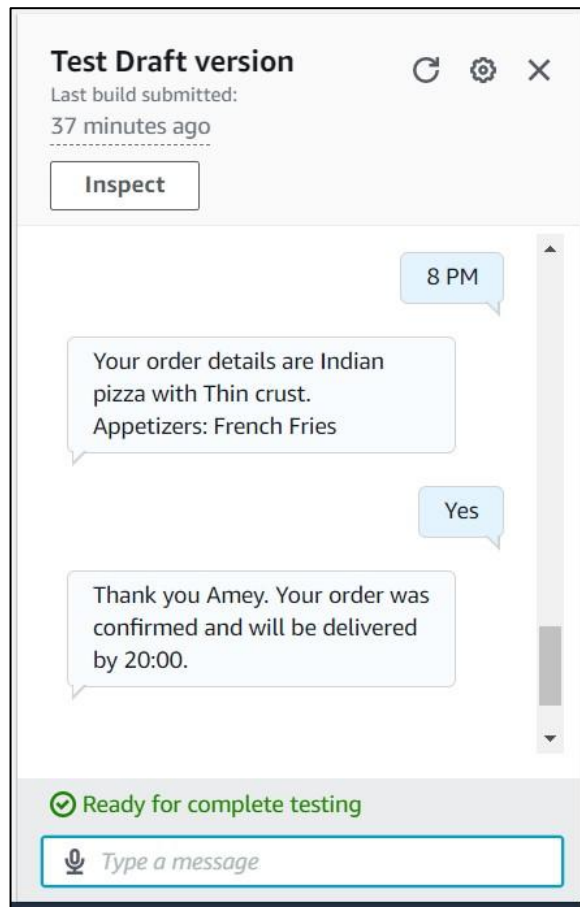 Test Draft version
Last build submitted:
37 minutes ago
Inspect
8 PM
Your order details are Indian
pizza with Thin crust.
Appetizers: French Fries
Yes
Thank you Amey. Your order was
confirmed and will be delivered
by 20:00.
Ready for complete testing
Type a message